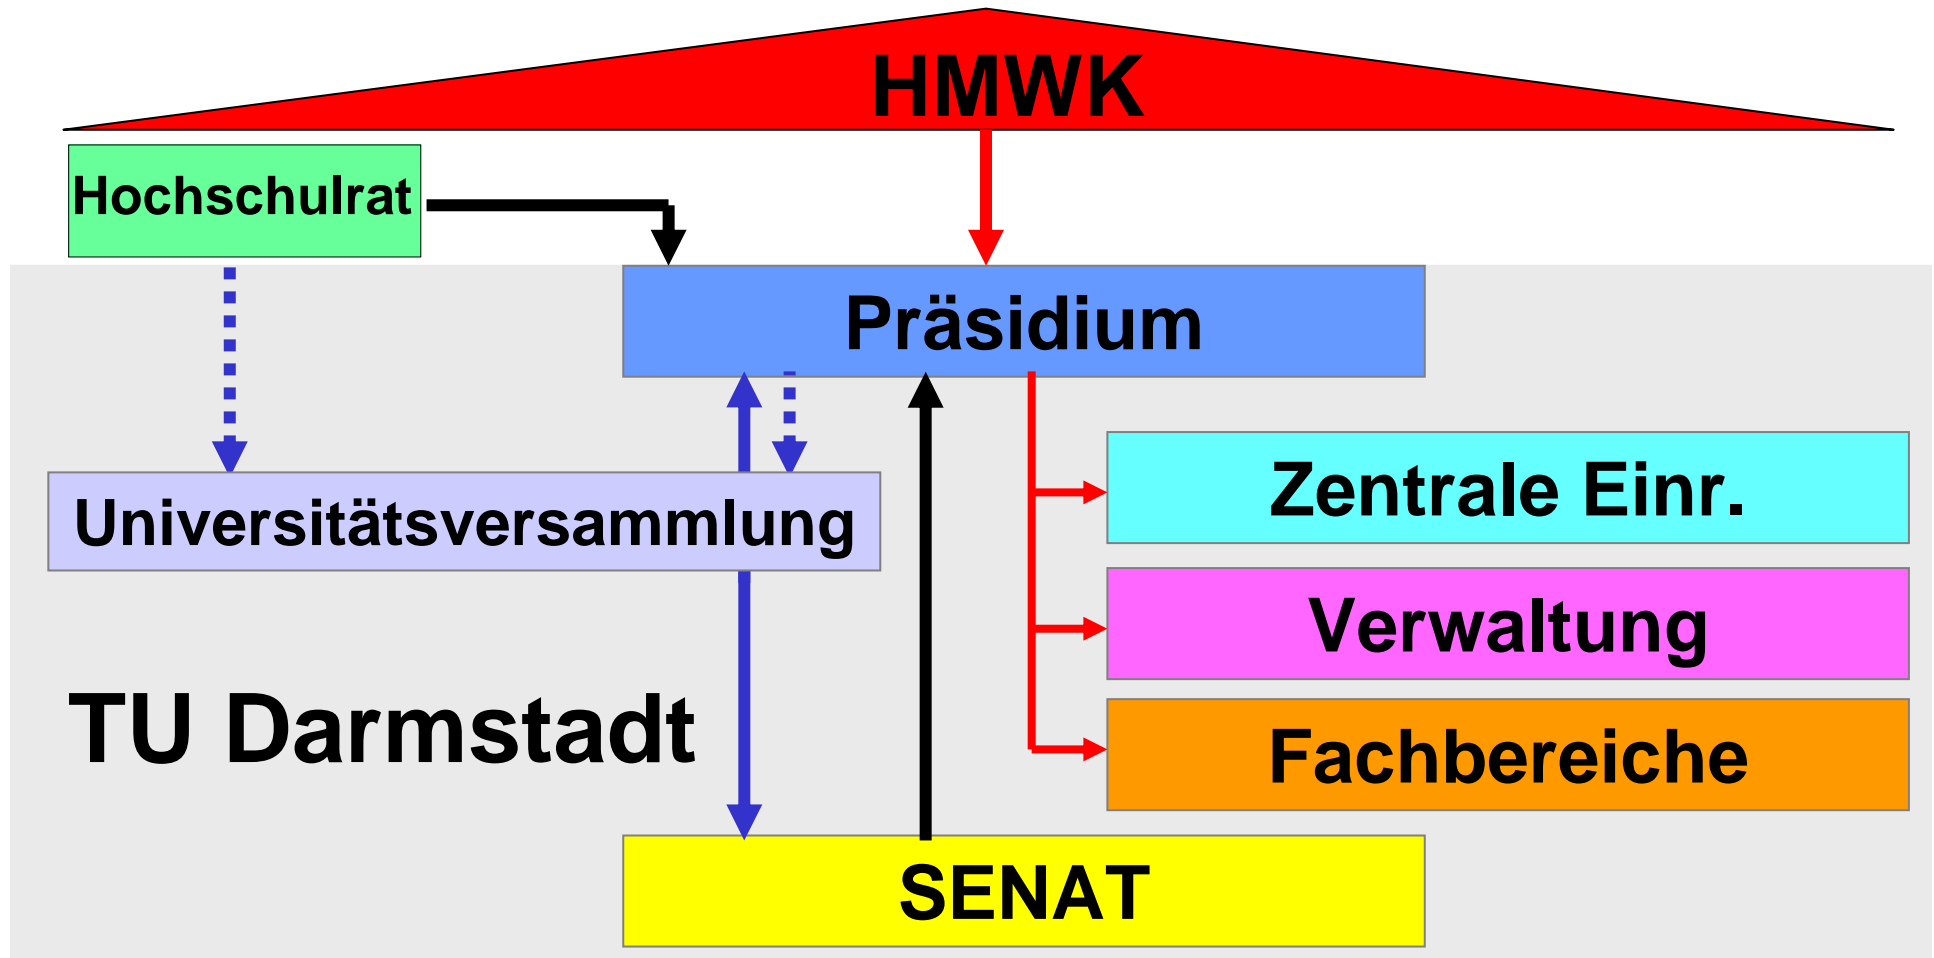 HMWK
Hochschulrat
Präsidium
Zentrale Einr.
Universitätsversammlung
Verwaltung
TU Darmstadt
Fachbereiche
SENAT